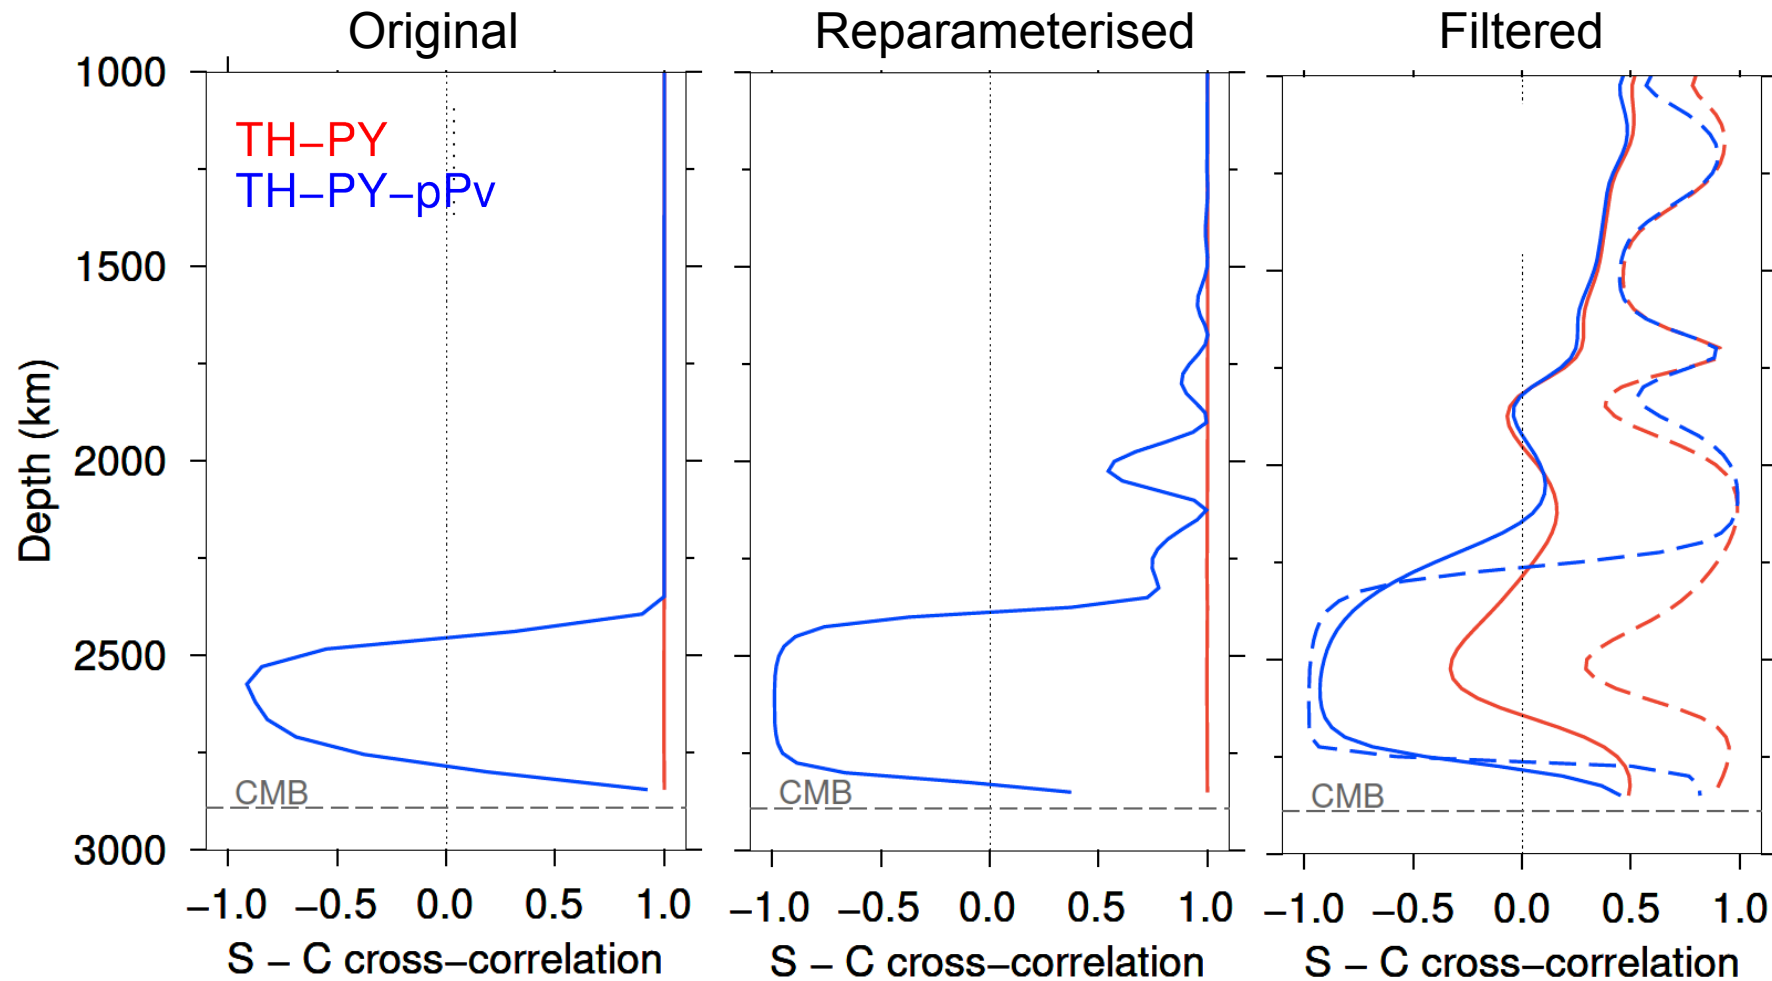 Original Reparameterised Filtered
1000
1500
2000
2500
3000
Depth (km)
TH–PY
TH–PY–pPv
CMB CMB CMB
−1.0 −0.5 0.0 0.5 1.0 −1.0 −0.5 0.0 0.5 1.0 −1.0 −0.5 0.0 0.5 1.0
S – C cross–correlation S – C cross–correlation S – C cross–correlation